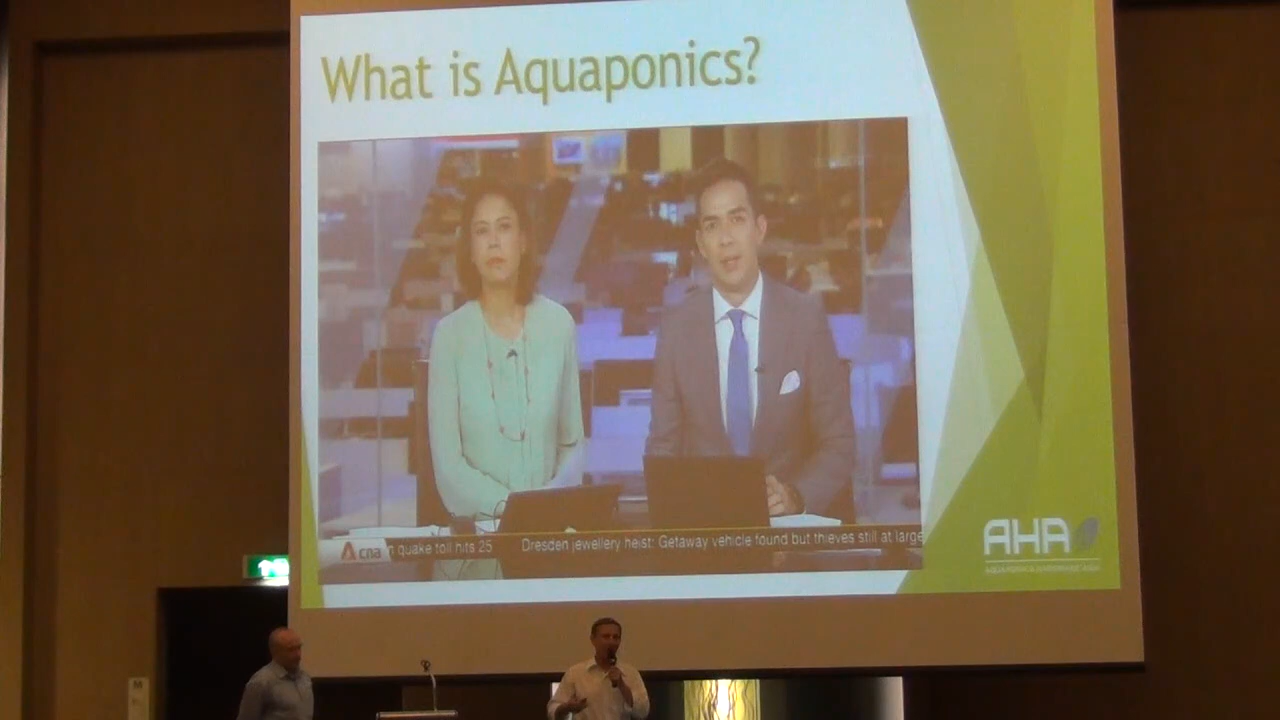 What is Aquaponics?
cna
quake toll hits 25 Dresden jewellery heist: Getaway vehicle found but thieves still at large
AHA